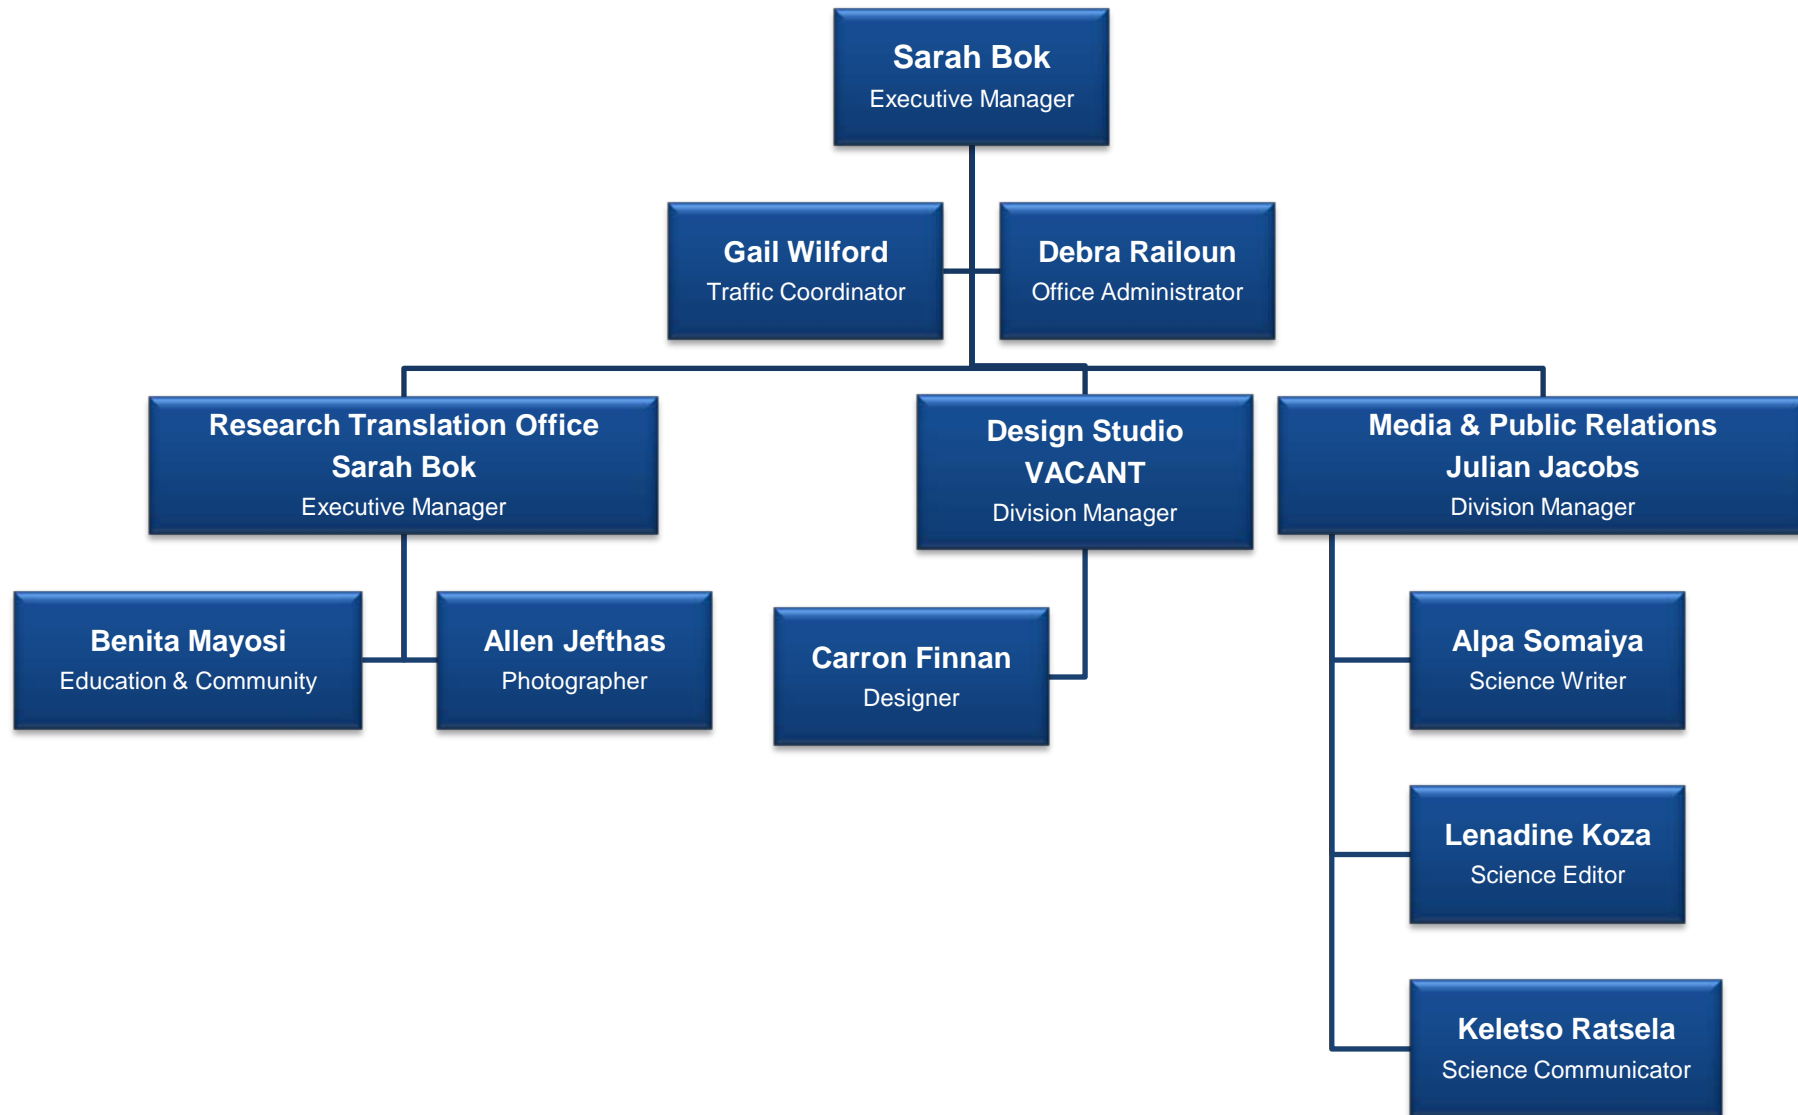 Sarah Bok
Executive Manager
Gail Wilford
Traffic Coordinator
Debra Railoun
Office Administrator
Research Translation Office
Sarah Bok
Executive Manager
Design Studio
VACANT
Division Manager
Media & Public Relations
Julian Jacobs
Division Manager
Benita Mayosi
Education & Community
Allen Jefthas
Photographer
Carron Finnan
Designer
Alpa Somaiya
Science Writer
Lenadine Koza
Science Editor
Keletso Ratsela
Science Communicator